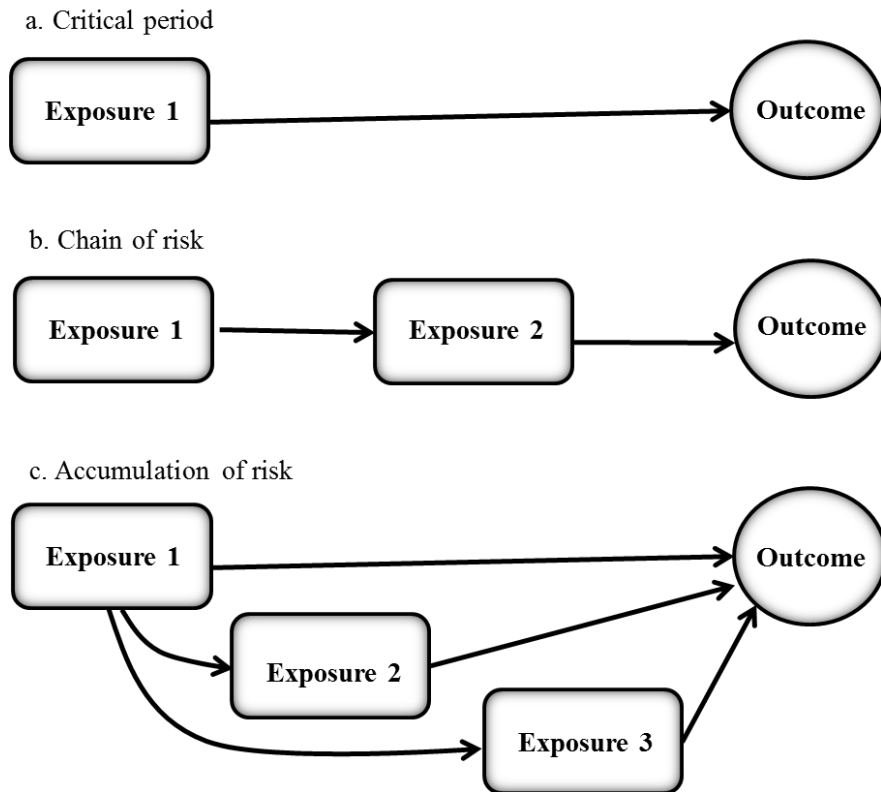 a. Critical period
Exposure 1
Outcome
b. Chain of risk
Exposure 1
Exposure 2
Outcome
c. Accumulation of risk
Exposure 1
Outcome
Exposure 2
Exposure 3